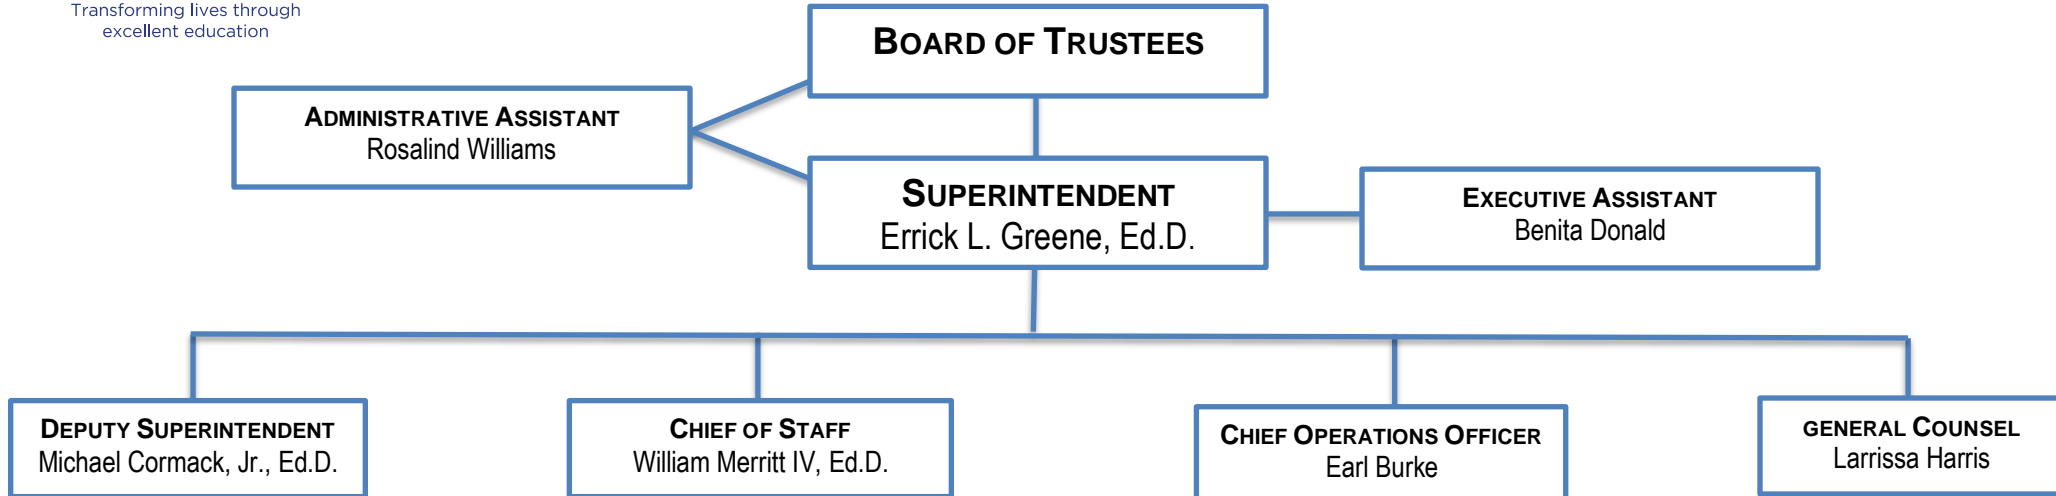 Transforming lives through
excellent education
BOARD OF TRUSTEES
ADMINISTRATIVE ASSISTANT
Rosalind Williams
SUPERINTENDENT
Errick L. Greene, Ed.D.
EXECUTIVE ASSISTANT
Benita Donald
DEPUTY SUPERINTENDENT
Michael Cormack, Jr., Ed.D.
CHIEF OF STAFF
William Merritt IV, Ed.D.
CHIEF OPERATIONS OFFICER
Earl Burke
GENERAL COUNSEL
Larrissa Harris